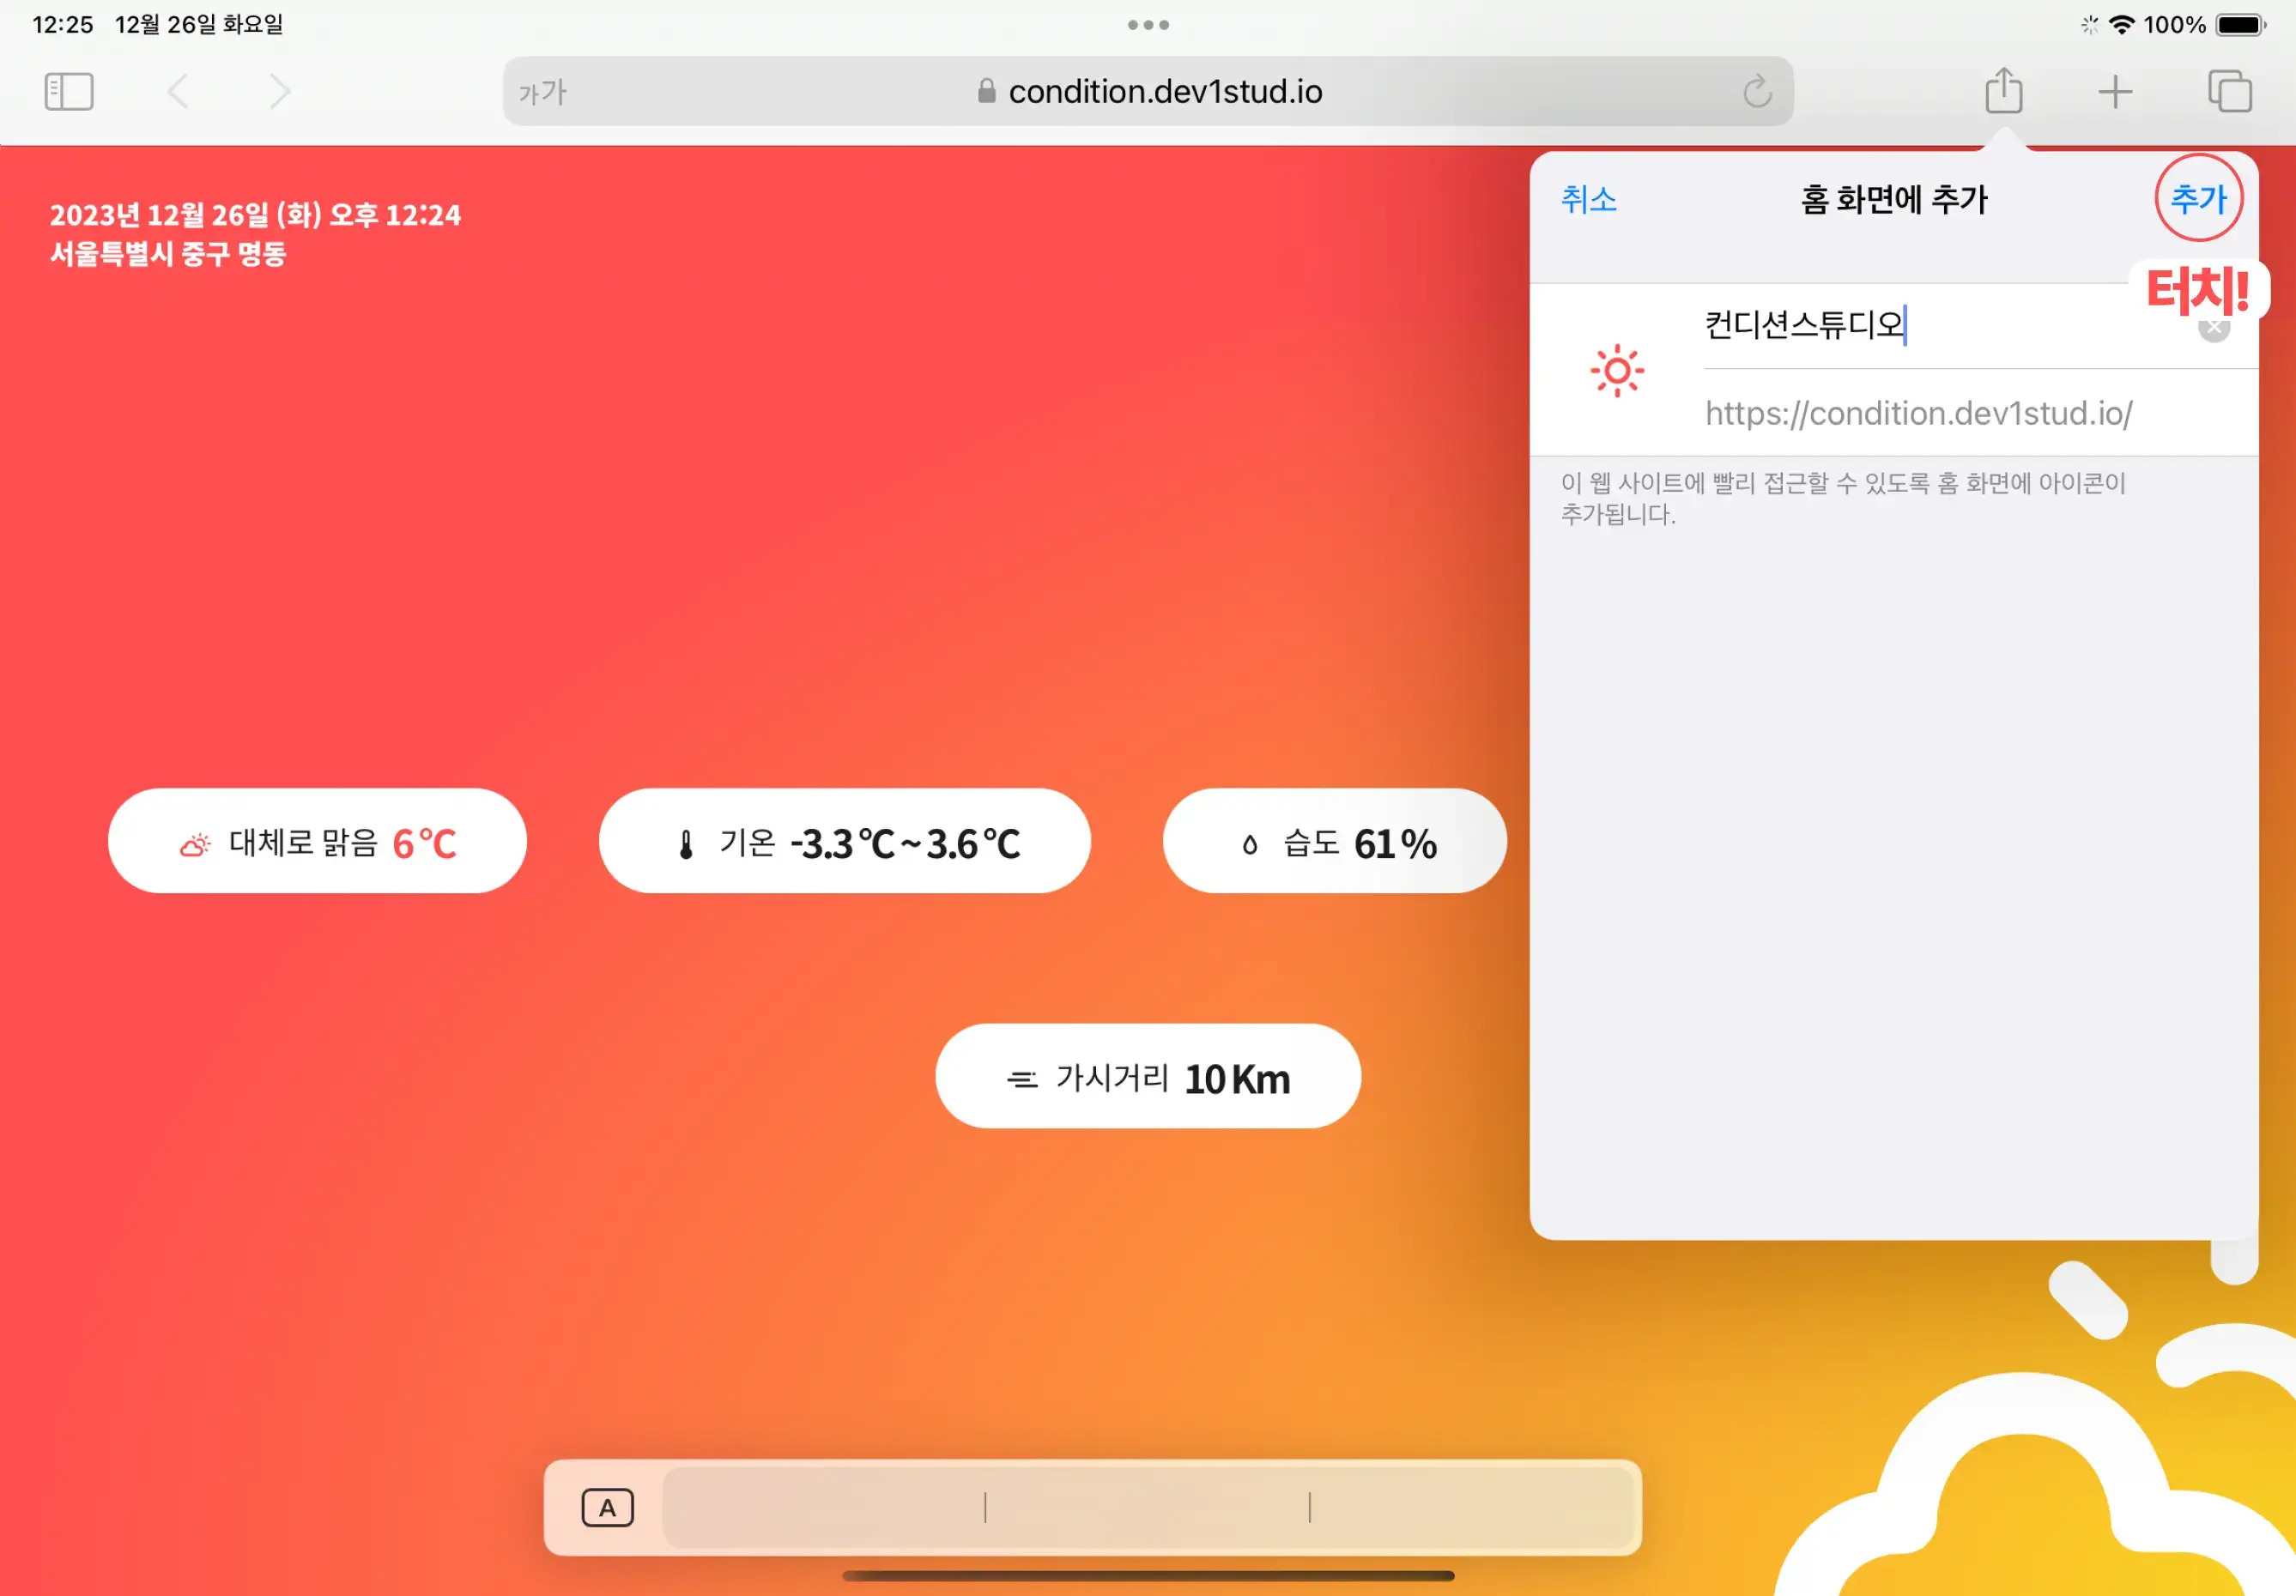 12:25 12월 26일 화요일
100%
가가
condition.dev1stud.io
2023년 12월 26일 (화) 오후 12:24
서울특별시 중구 명동
취소
홈 화면에 추가
추가
터치!
컨디션스튜디오
https://condition.dev1stud.io/
이 웹 사이트에 빨리 접근할 수 있도록 홈 화면에 아이콘이
추가됩니다.
대체로 맑음 6℃
기온 -3.3℃~3.6℃
습도 61%
가시거리 10Km
A